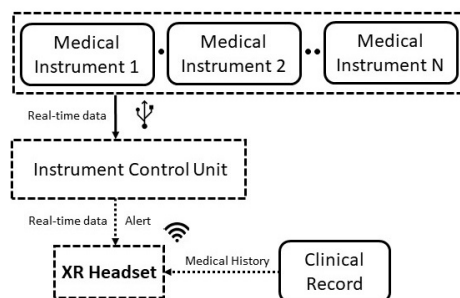 Medical
Instrument 1
Medical
Instrument 2
Medical
Instrument N
Real-time data
Instrument Control Unit
Real-time data Alert
XR Headset
Medical History
Clinical
Record